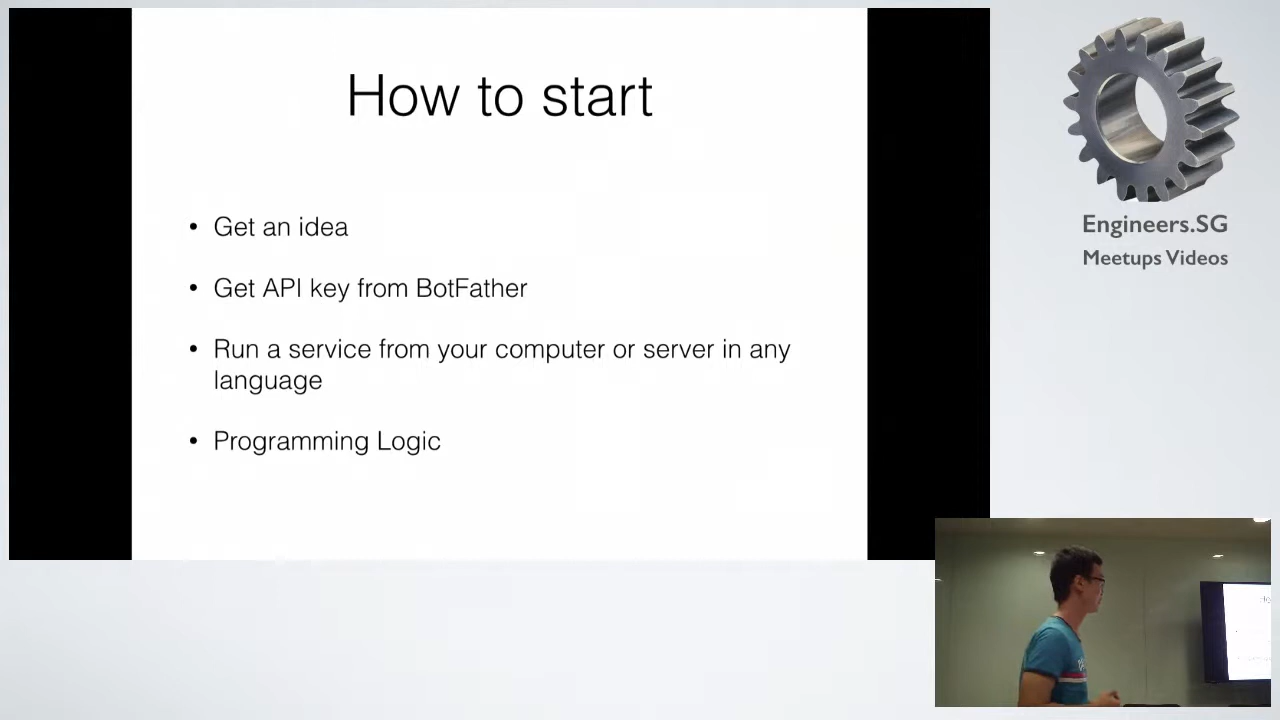 How to start
• Get an idea
• Get API key from BotFather
• Run a service from your computer or server in any
language
• Programming Logic
Engineers.SG
Meetups Videos